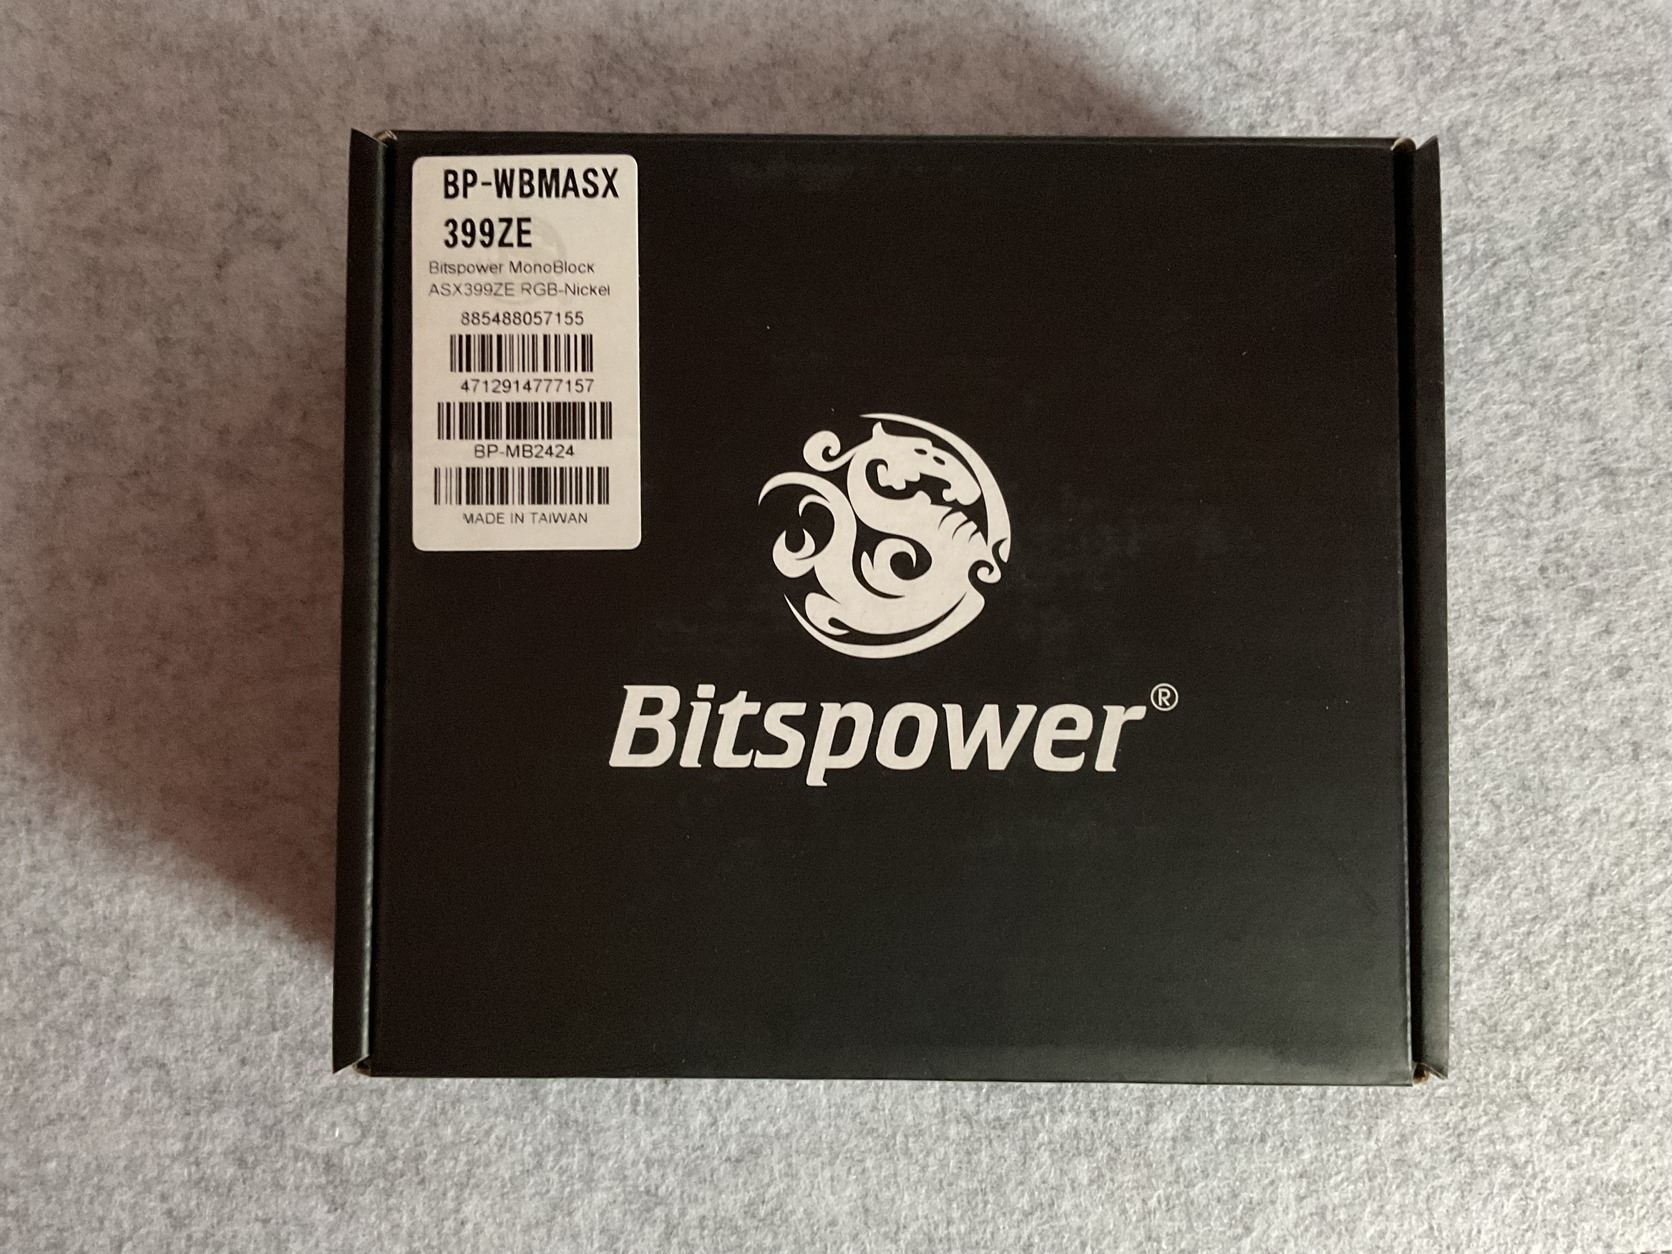 BP-WBMASX
399ZE
Bitspower MonoBlock
ASX399ZE RGB-Nickel
885488057155
4712914777157
BP-MB2424
MADE IN TAIWAN
Bitspower®